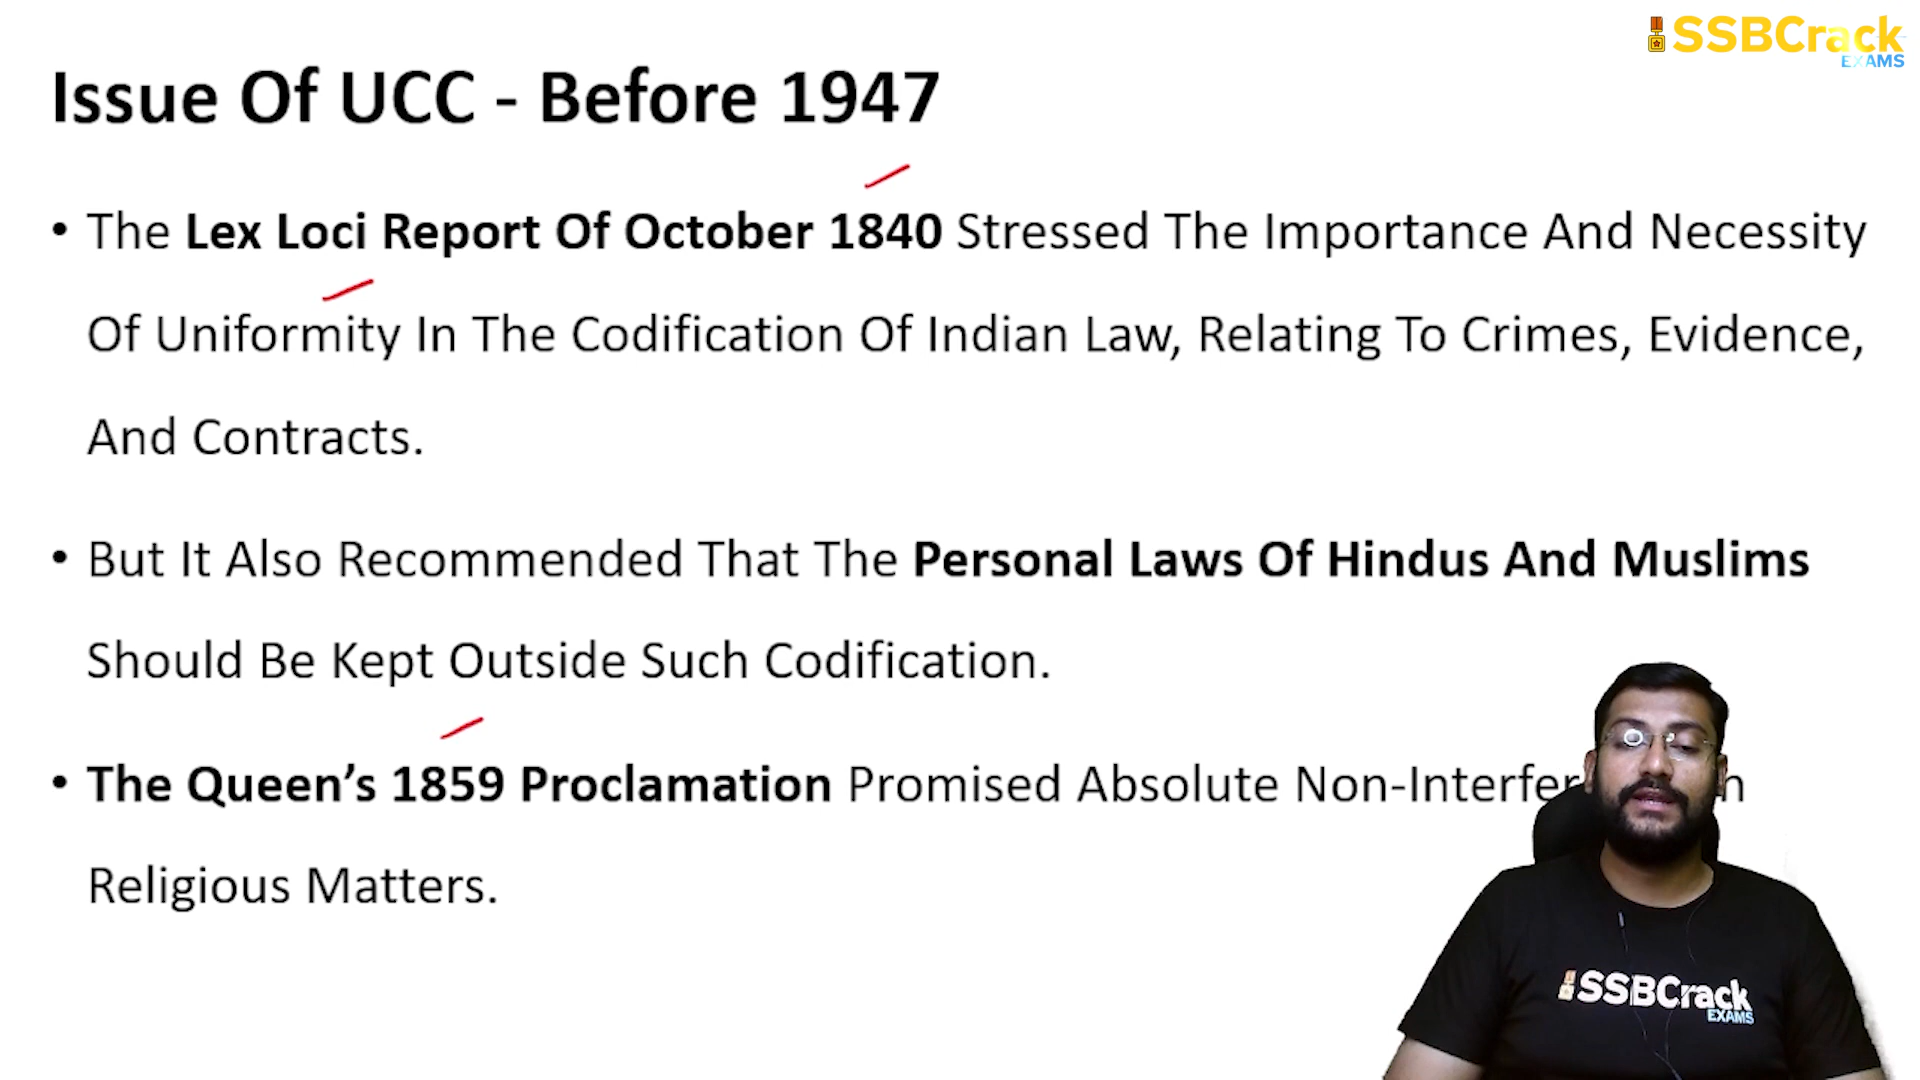 SSBCrack
EXAMS
Issue Of UCC - Before 1947
• The Lex Loci Report Of October 1840 Stressed The Importance And Necessity
Of Uniformity In The Codification Of Indian Law, Relating To Crimes, Evidence,
And Contracts.
• But It Also Recommended That The Personal Laws Of Hindus And Muslims
Should Be Kept Outside Such Codification.
• The Queen's 1859 Proclamation Promised Absolute
Religious Matters.
SSBCrack
EXAMS